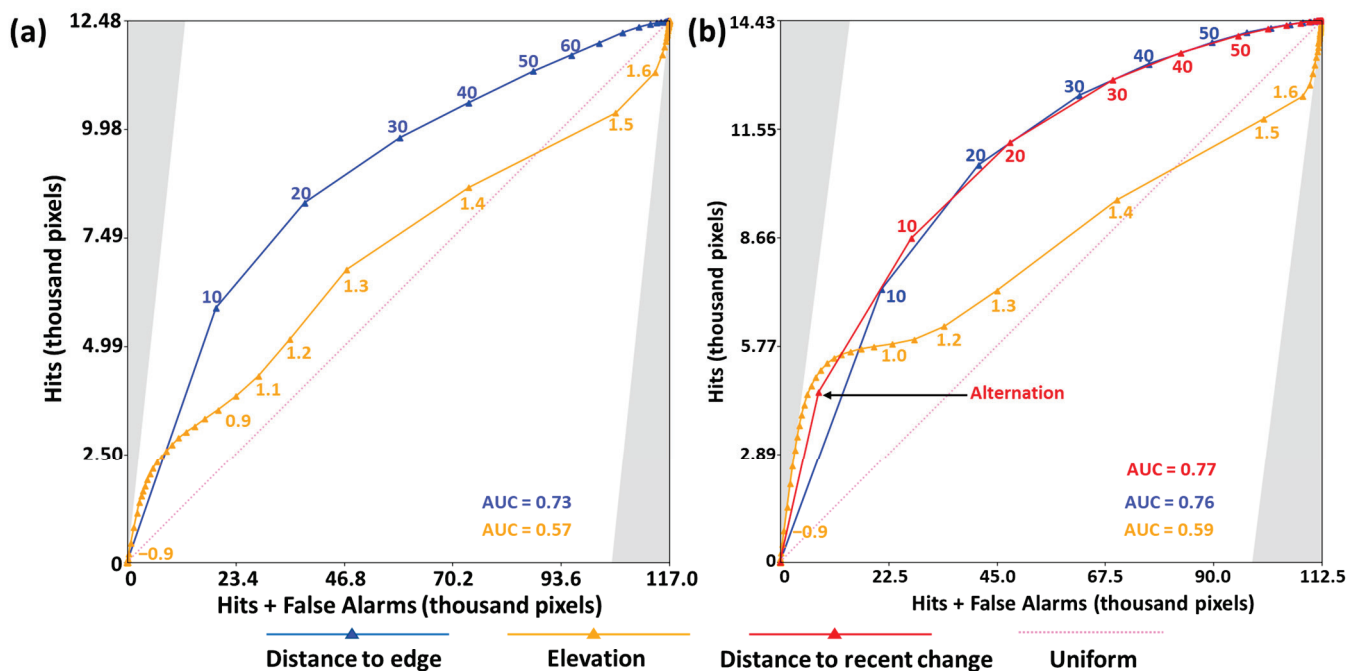 (a)
Hits (thousand pixels)
12.48
9.98
7.49
4.99
2.50
0
10
20
30
40
50
60
−0.9
0.9
1.1
1.2
1.3
1.4
1.5
1.6
AUC = 0.73
AUC = 0.57
0 23.4 46.8 70.2 93.6 117.0
Hits + False Alarms (thousand pixels)
(b)
Hits (thousand pixels)
14.43
11.55
8.66
5.77
2.89
0
10
20
30
40
50
10
20
30
40
50
−0.9
1.0
1.2
1.3
1.4
1.5
1.6
Alternation
AUC = 0.77
AUC = 0.76
AUC = 0.59
0 22.5 45.0 67.5 90.0 112.5
Hits + False Alarms (thousand pixels)
Distance to edge Elevation Distance to recent change Uniform